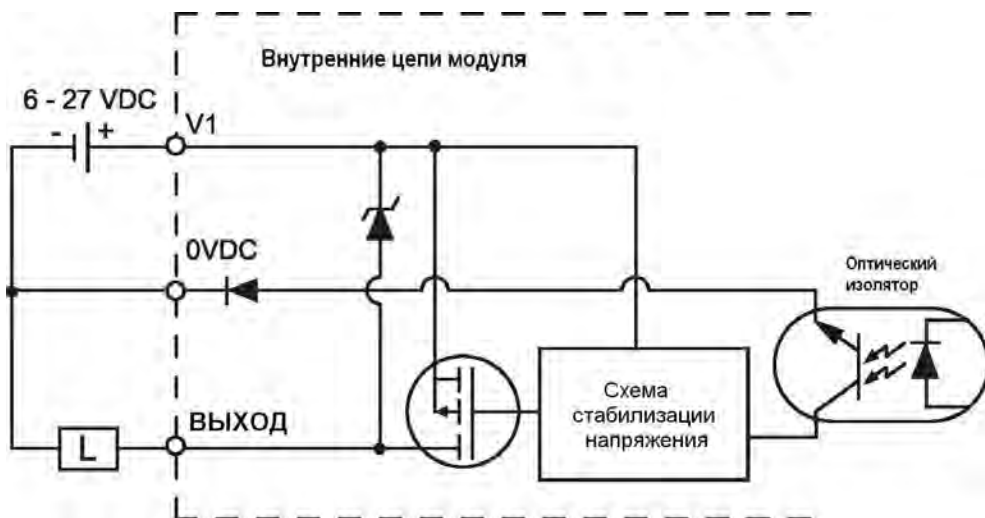 Внутренние цепи модуля
6 - 27 VDC
- +
V1
0VDC
Оптический
изолятор
Схема
стабилизации
напряжения
ВЫХОД
L